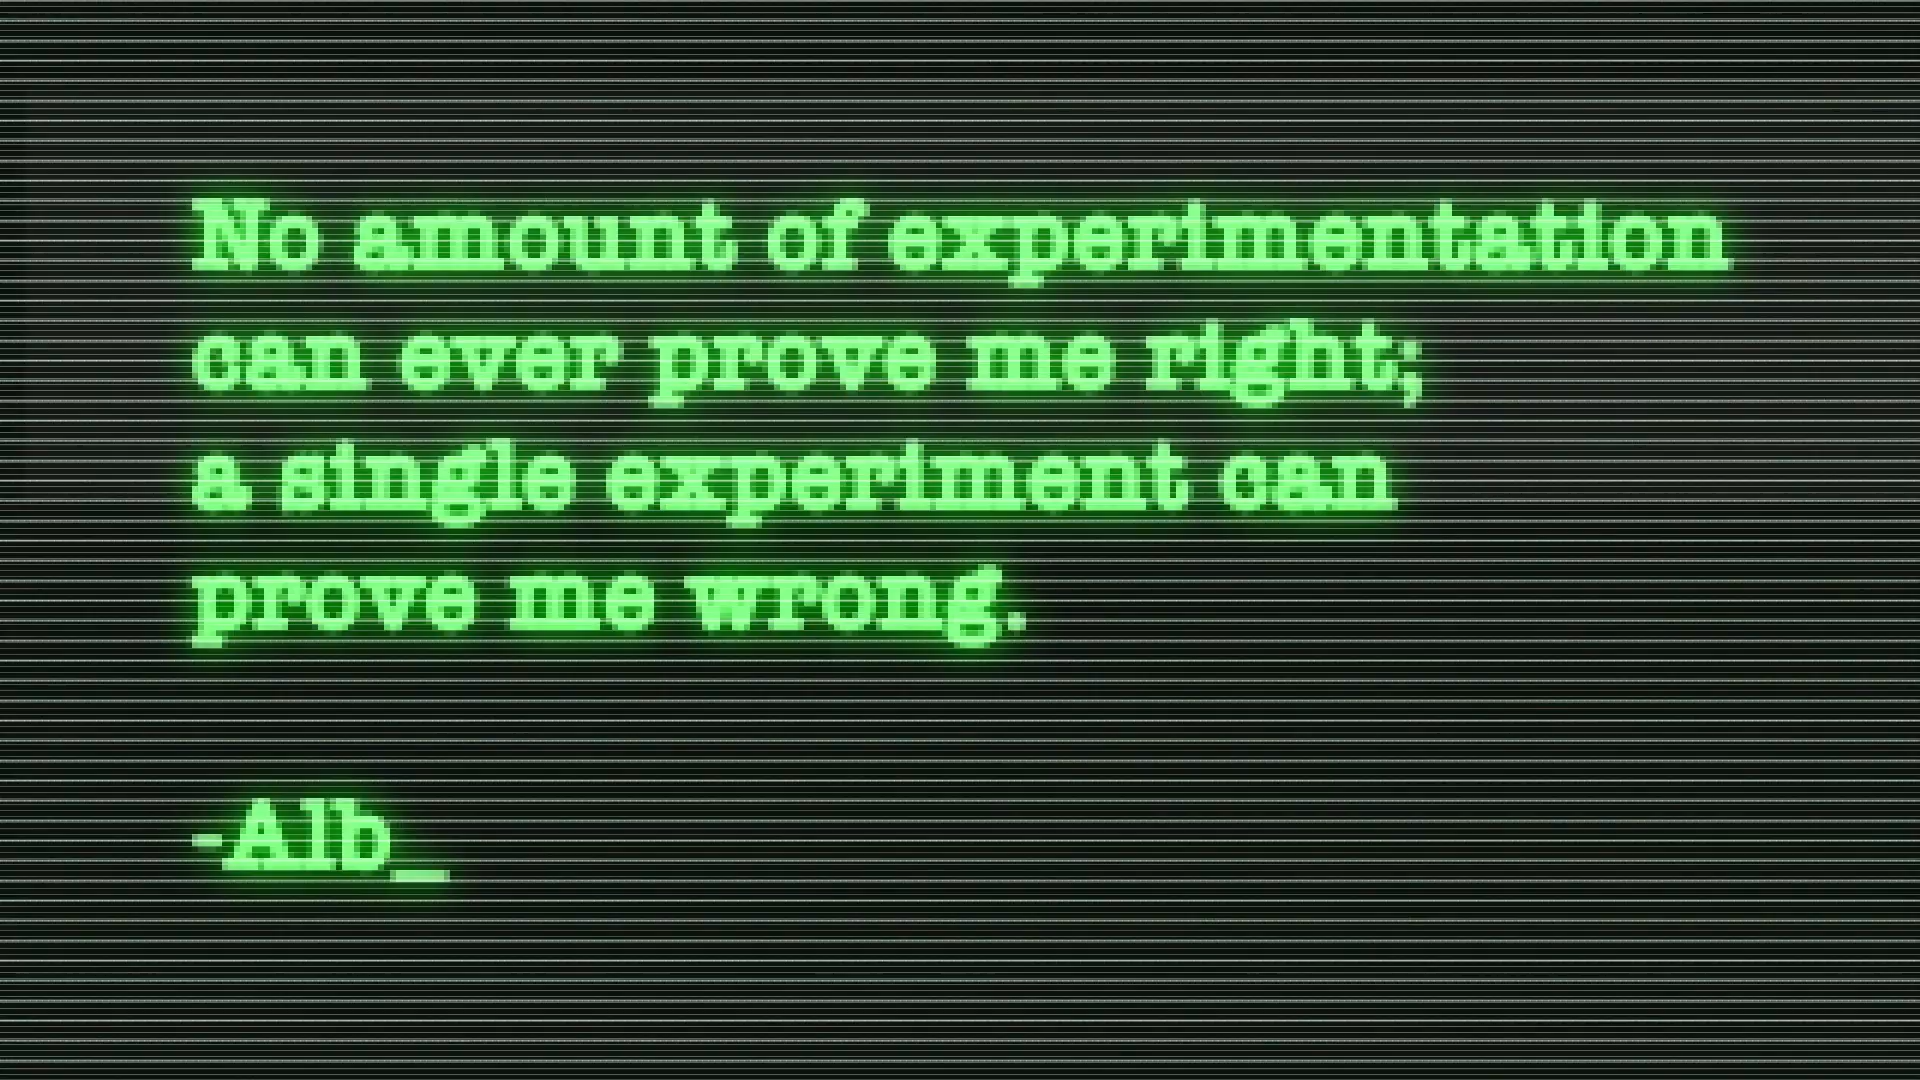 No amount of experimentation
can ever prove me right;
a single experiment can
prove me wrong.
-Alb_